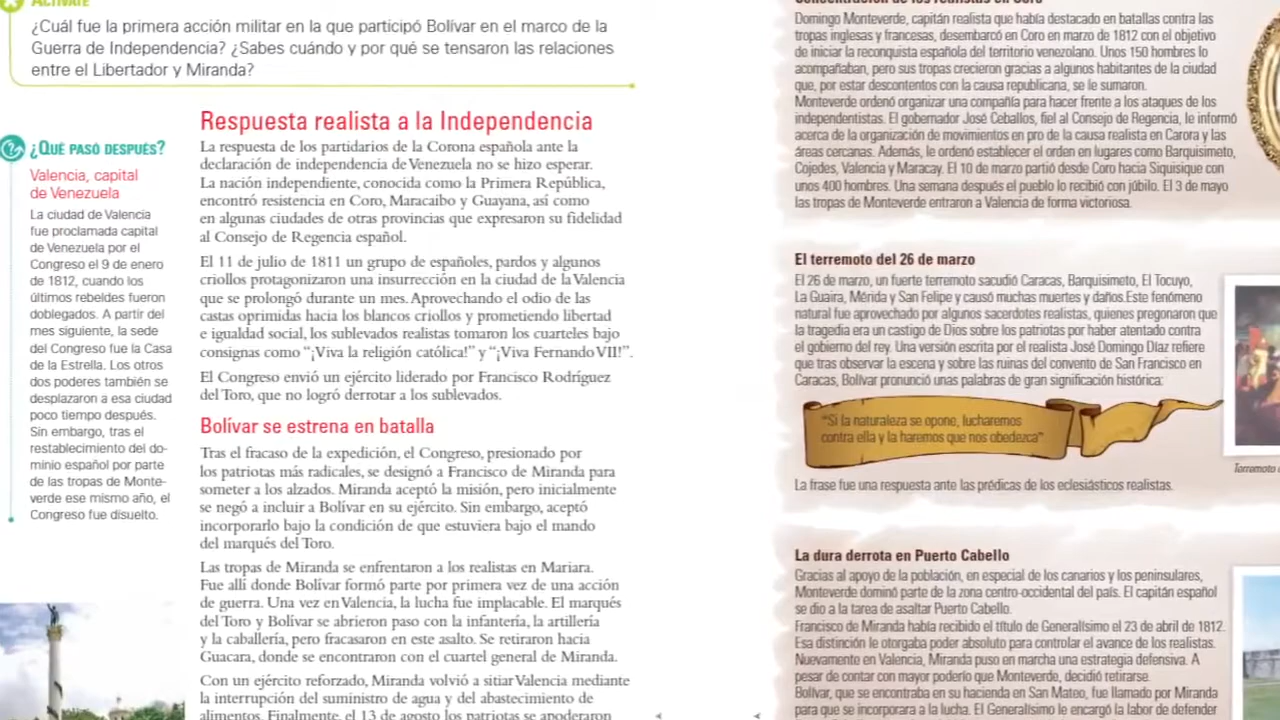 ACTÍVATE
¿Cuál fue la primera acción militar en la que participó Bolívar en el marco de la
Guerra de Independencia? ¿Sabes cuándo y por qué se tensaron las relaciones
entre el Libertador y Miranda?
¿QUÉ PASÓ DESPUÉS?
Valencia, capital
de Venezuela
La ciudad de Valencia
fue proclamada capital
de Venezuela por el
Congreso el 9 de enero
de 1812, cuando los
últimos rebeldes fueron
doblegados. A partir del
mes siguiente, la sede
del Congreso fue la Casa
de la Estrella. Los otros
dos poderes también se
desplazaron a esa ciudad
poco tiempo después.
Sin embargo, tras el
restablecimiento del do-
minio español por parte
de las tropas de Monte-
verde ese mismo año, el
Congreso fue disuelto.
Respuesta realista a la Independencia
La respuesta de los partidarios de la Corona española ante la
declaración de independencia de Venezuela no se hizo esperar.
La nación independiente, conocida como la Primera República,
encontró resistencia en Coro, Maracaibo y Guayana, así como
en algunas ciudades de otras provincias que expresaron su fidelidad
al Consejo de Regencia español.
El 11 de julio de 1811 un grupo de españoles, pardos y algunos
criollos protagonizaron una insurrección en la ciudad de la Valencia
que se prolongó durante un mes. Aprovechando el odio de las
castas oprimidas hacia los blancos criollos y prometiendo libertad
e igualdad social, los sublevados realistas tomaron los cuarteles bajo
consignas como “¡Viva la religión católica!” y “¡Viva Fernando VII!”.
El Congreso envió un ejército liderado por Francisco Rodríguez
del Toro, que no logró derrotar a los sublevados.
Bolívar se estrena en batalla
Tras el fracaso de la expedición, el Congreso, presionado por
los patriotas más radicales, se designó a Francisco de Miranda para
someter a los alzados. Miranda aceptó la misión, pero inicialmente
se negó a incluir a Bolívar en su ejército. Sin embargo, aceptó
incorporarlo bajo la condición de que estuviera bajo el mando
del marqués del Toro.
Las tropas de Miranda se enfrentaron a los realistas en Mariara.
Fue allí donde Bolívar formó parte por primera vez de una acción
de guerra. Una vez en Valencia, la lucha fue implacable. El marqués
del Toro y Bolívar se abrieron paso con la infantería, la artillería
y la caballería, pero fracasaron en este asalto. Se retiraron hacia
Guacara, donde se encontraron con el cuartel general de Miranda.
Con un ejército reforzado, Miranda volvió a sitiar Valencia mediante
la interrupción del suministro de agua y del abastecimiento de
alimentos. Finalmente, el 13 de agosto los patriotas se apoderaron
Concentración de los realistas en Coro
Domingo Monteverde, capitán realista que había destacado en batallas contra las
tropas inglesas y francesas, desembarcó en Coro en marzo de 1812 con el objetivo
de iniciar la reconquista española del territorio venezolano. Unos 150 hombres lo
acompañaban, pero sus tropas crecieron gracias a algunos habitantes de la ciudad
que, por estar descontentos con la causa republicana, se le sumaron.
Monteverde ordenó organizar una compañía para hacer frente a los ataques de los
independentistas. El gobernador José Ceballos, fiel al Consejo de Regencia, le informó
acerca de la organización de movimientos en pro de la causa realista en Carora y las
áreas cercanas. Además, le ordenó establecer el orden en lugares como Barquisimeto,
Cojedes, Valencia y Maracay. El 10 de marzo partió desde Coro hacia Siquisique con
unos 400 hombres. Una semana después el pueblo lo recibió con júbilo. El 3 de mayo
las tropas de Monteverde entraron a Valencia de forma victoriosa.
El terremoto del 26 de marzo
El 26 de marzo, un fuerte terremoto sacudió Caracas, Barquisimeto, El Tocuyo,
La Guaira, Mérida y San Felipe y causó muchas muertes y daños.Este fenómeno
natural fue aprovechado por algunos sacerdotes realistas, quienes pregonaron que
la tragedia era un castigo de Dios sobre los patriotas por haber atentado contra
el gobierno del rey. Una versión escrita por el realista José Domingo Díaz refiere
que tras observar la escena y sobre las ruinas del convento de San Francisco en
Caracas, Bolívar pronunció unas palabras de gran significación histórica:
"Si la naturaleza se opone, lucharemos
contra ella y la haremos que nos obedezca"
La frase fue una respuesta ante las prédicas de los eclesiásticos realistas.
Terremoto
La dura derrota en Puerto Cabello
Gracias al apoyo de la población, en especial de los canarios y los peninsulares,
Monteverde dominó parte de la zona centro-occidental del país. El capitán español
se dio a la tarea de asaltar Puerto Cabello.
Francisco de Miranda había recibido el título de Generalísimo el 23 de abril de 1812.
Esa distinción le otorgaba poder absoluto para controlar el avance de los realistas.
Nuevamente en Valencia, Miranda puso en marcha una estrategia defensiva. A
pesar de contar con mayor poderío que Monteverde, decidió retirarse.
Bolívar, que se encontraba en su hacienda en San Mateo, fue llamado por Miranda
para que se incorporara a la lucha. El Generalísimo le encargó la labor de defender